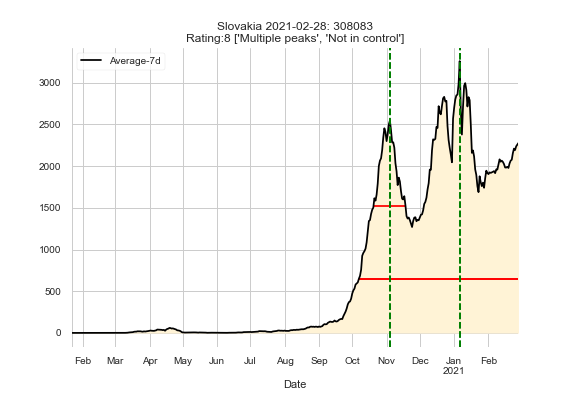 Slovakia 2021-02-28: 308083
Rating:8 ['Multiple peaks', 'Not in control']
Average-7d
3000
2500
2000
1500
1000
500
0
Feb Mar Apr May Jun Jul Aug Sep Oct Nov Dec Jan Feb
2021
Date